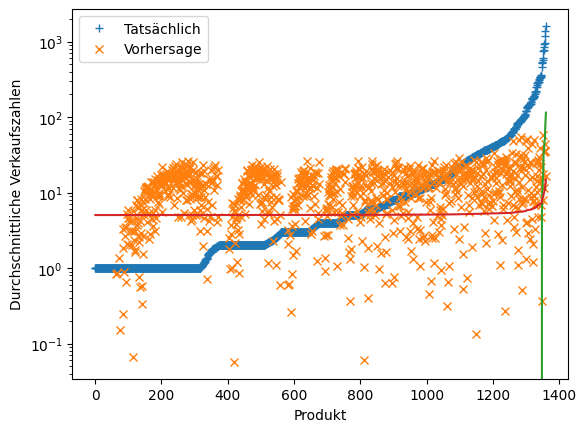 Tatsächlich
Vorhersage
Durchschnittliche Verkaufszahlen
10³
10²
10¹
10⁰
10⁻¹
0 200 400 600 800 1000 1200 1400
Produkt